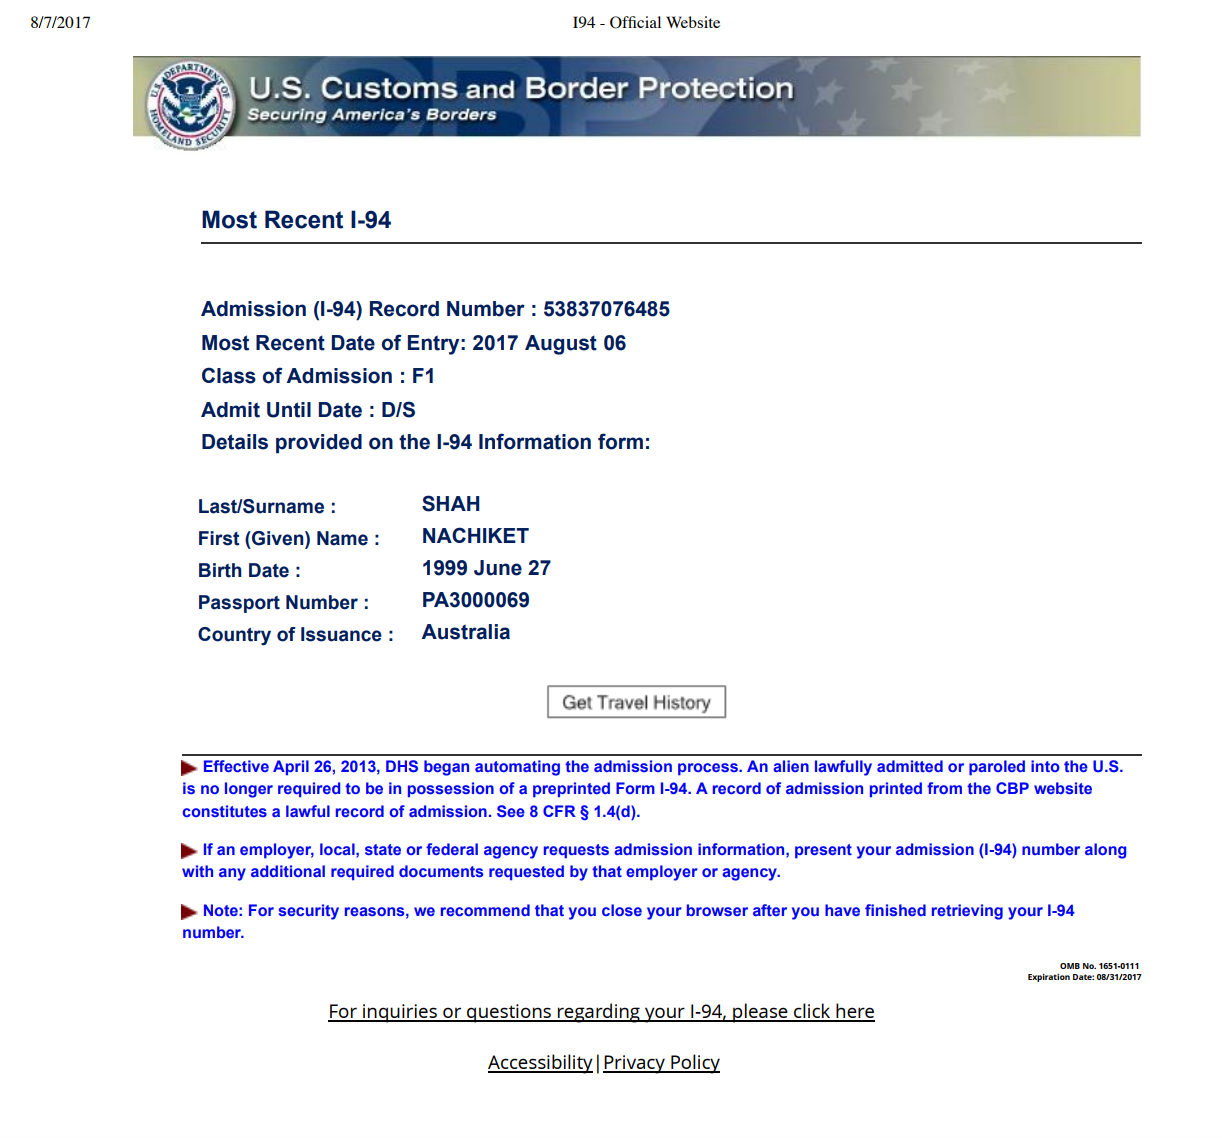 8/7/2017
I94 - Official Website
U.S. Customs and Border Protection
Securing America's Borders
U.S. DEPARTMENT OF HOMELAND SECURITY
Most Recent I-94
Admission (I-94) Record Number : 53837076485
Most Recent Date of Entry: 2017 August 06
Class of Admission : F1
Admit Until Date : D/S
Details provided on the I-94 Information form:
Last/Surname : SHAH
First (Given) Name : NACHIKET
Birth Date : 1999 June 27
Passport Number : PA3000069
Country of Issuance : Australia
Get Travel History
Effective April 26, 2013, DHS began automating the admission process. An alien lawfully admitted or paroled into the U.S.
is no longer required to be in possession of a preprinted Form I-94. A record of admission printed from the CBP website
constitutes a lawful record of admission. See 8 CFR § 1.4(d).
If an employer, local, state or federal agency requests admission information, present your admission (I-94) number along
with any additional required documents requested by that employer or agency.
Note: For security reasons, we recommend that you close your browser after you have finished retrieving your I-94
number.
OMB No. 1651-0111
Expiration Date: 08/31/2017
For inquiries or questions regarding your I-94, please click here
Accessibility|Privacy Policy